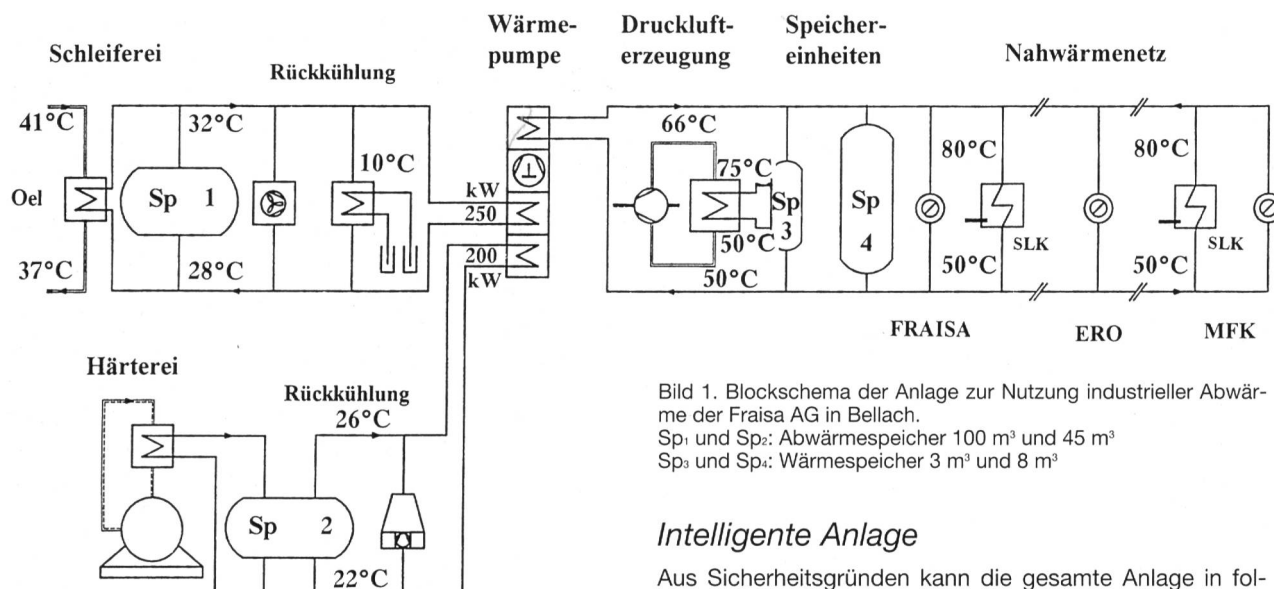 Schleiferei
Rückkühlung
Wärme-
pumpe
Druckluft-
erzeugung
Speicher-
einheiten
Nahwärmenetz
41°C
32°C
10°C
Oel
Sp 1
37°C
28°C
kW
250
200
kW
66°C
75°C
50°C
50°C
Sp
3
Sp
4
80°C
SLK
50°C
80°C
SLK
50°C
FRAISA
ERO
MFK
Härterei
Rückkühlung
26°C
Sp 2
22°C
Bild 1. Blockschema der Anlage zur Nutzung industrieller Abwär-
me der Fraisa AG in Bellach.
Sp₁ und Sp₂: Abwärmespeicher 100 m³ und 45 m³
Sp₃ und Sp₄: Wärmespeicher 3 m³ und 8 m³
Intelligente Anlage
Aus Sicherheitsgründen kann die gesamte Anlage in fol-